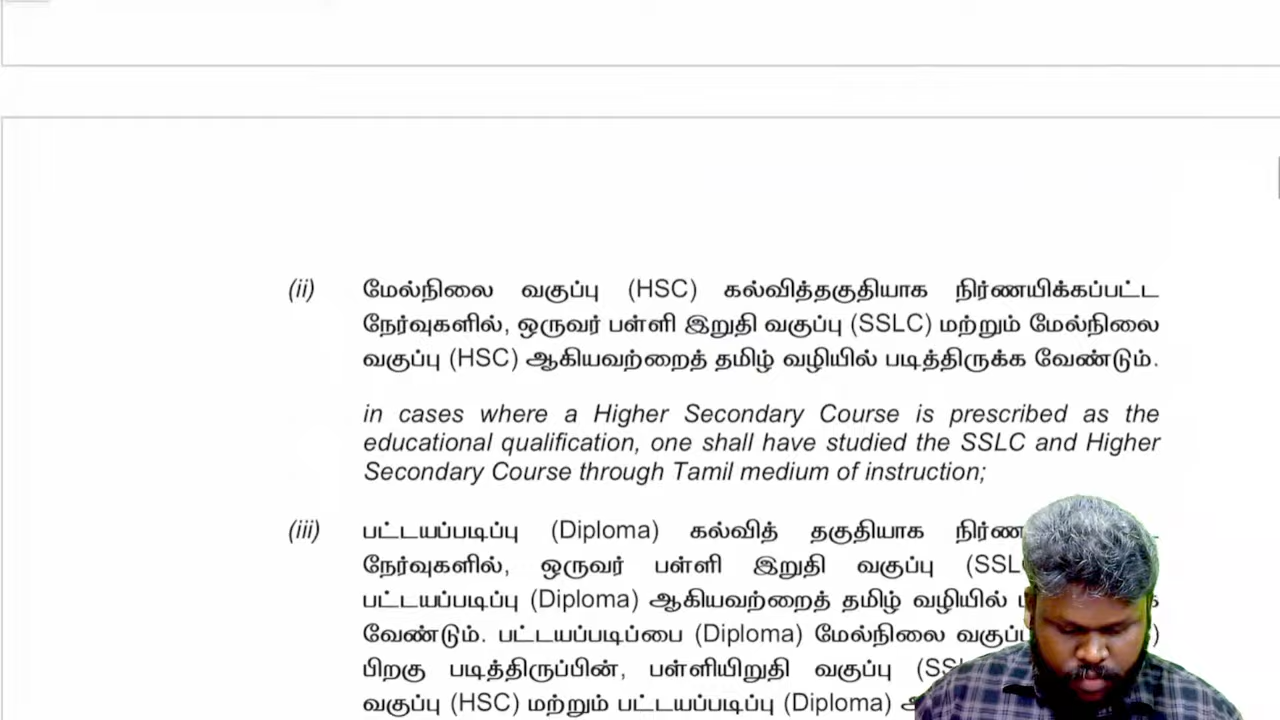 (ii) மேல்நிலை வகுப்பு (HSC) கல்வித்தகுதியாக நிர்ணயிக்கப்பட்ட
நேர்வுகளில், ஒருவர் பள்ளி இறுதி வகுப்பு (SSLC) மற்றும் மேல்நிலை
வகுப்பு (HSC) ஆகியவற்றைத் தமிழ் வழியில் படித்திருக்க வேண்டும்.
in cases where a Higher Secondary Course is prescribed as the
educational qualification, one shall have studied the SSLC and Higher
Secondary Course through Tamil medium of instruction;
(iii) பட்டயப்படிப்பு (Diploma) கல்வித் தகுதியாக
நேர்வுகளில், ஒருவர் பள்ளி இறுதி வகுப்பு
பட்டயப்படிப்பு (Diploma) ஆகியவற்றைத் தமிழ் வழியில்
வேண்டும். பட்டயப்படிப்பை (Diploma) மேல்நிலை
பிறகு படித்திருப்பின், பள்ளியிறுதி வகுப்பு
வகுப்பு (HSC) மற்றும் பட்டயப்படிப்பு (Diploma)